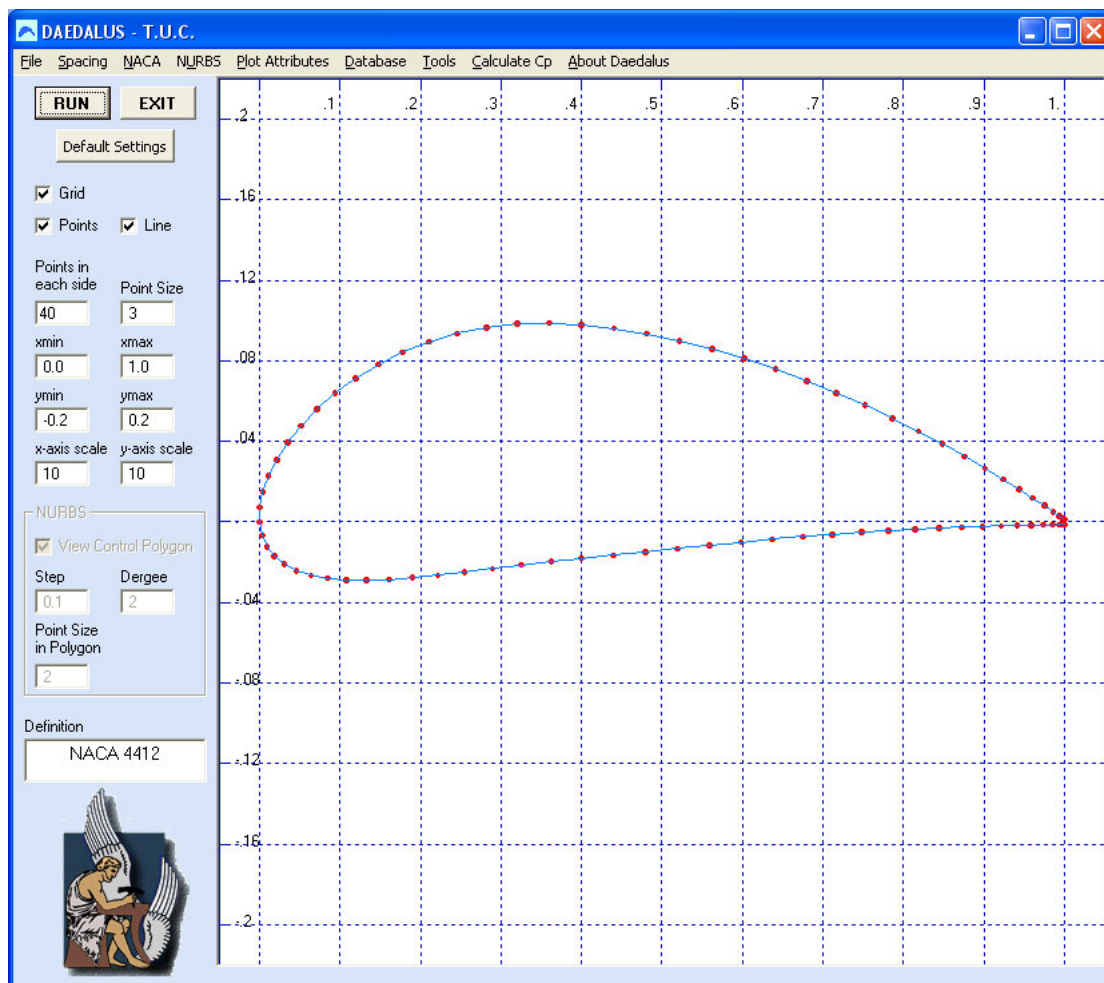 DAEDALUS - T.U.C.
File Spacing NACA NURBS Plot Attributes Database Tools Calculate Cp About Daedalus
RUN EXIT
Default Settings
Grid
Points Line
Points in
each side Point Size
40 3
xmin xmax
0.0 1.0
ymin ymax
-0.2 0.2
x-axis scale y-axis scale
10 10
NURBS
View Control Polygon
Step Dergee
0.1 2
Point Size
in Polygon
2
Definition
NACA 4412
.1 .2 .3 .4 .5 .6 .7 .8 .9 1.
.2
.16
.12
.08
.04
.
-.04
-.08
-.12
-.16
-.2